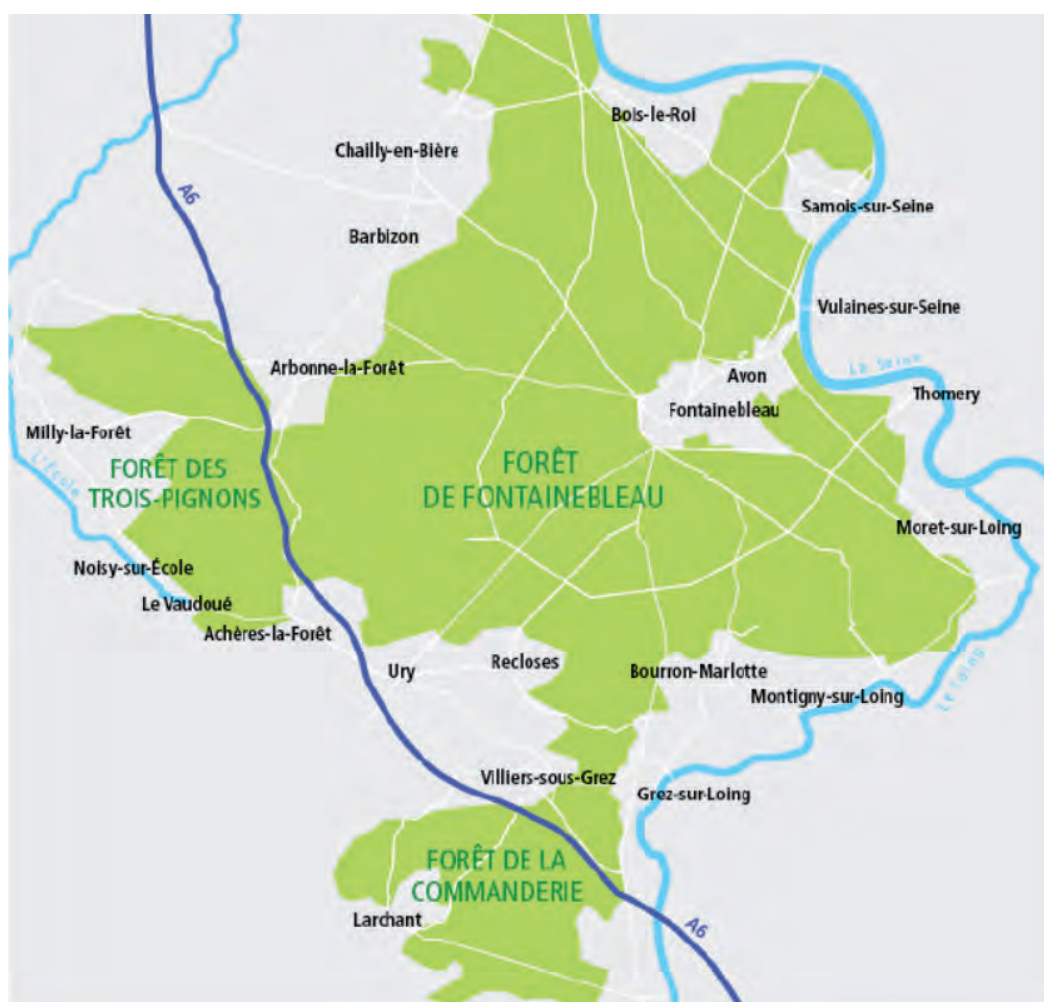 Bois-le-Roi
Chailly-en-Bière
A6
Samois-sur-Seine
Barbizon
Vulaines-sur-Seine
La Seine
Arbonne-la-Forêt
Avon
Thomery
Fontainebleau
Milly-la-Forêt
L'École
FORÊT DES
TROIS-PIGNONS
FORÊT
DE FONTAINEBLEAU
Moret-sur-Loing
Noisy-sur-École
Le Vaudoué
Achères-la-Forêt
Ury
Recloses
Bourron-Marlotte
Montigny-sur-Loing
Le Loing
Villiers-sous-Grez
Grez-sur-Loing
FORÊT DE LA
COMMANDERIE
Larchant
A6